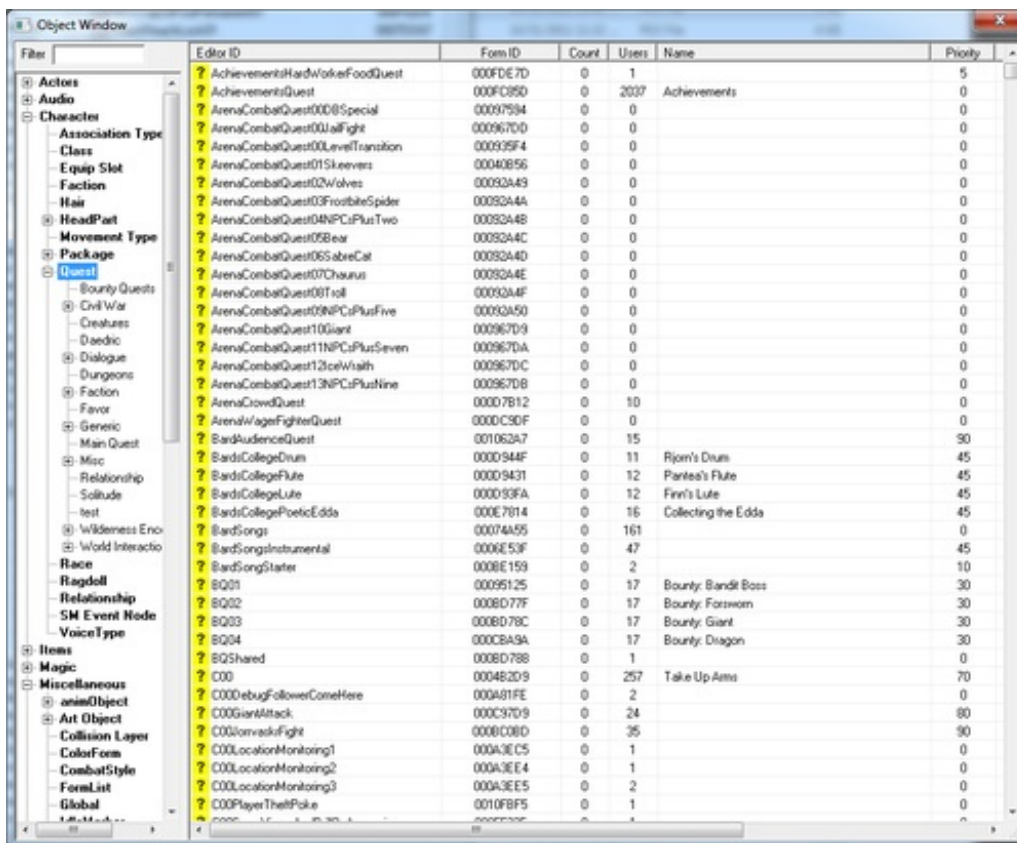 Object Window
Filter
Actors
Audio
Character
Association Type
Class
Equip Slot
Faction
Hair
HeadPart
Movement Type
Package
Quest
Bounty Quests
Civil War
Creatures
Daedric
Dialogue
Dungeons
Faction
Favor
Generic
Main Quest
Misc
Relationship
Solitude
test
Wilderness Enco
World Interactio
Race
Ragdoll
Relationship
SM Event Node
VoiceType
Items
Magic
Miscellaneous
animObject
Art Object
Collision Layer
ColorForm
CombatStyle
FormList
Global
Editor ID Form ID Count Users Name Priority
? AchievementsHardWorkerFoodQuest 000FDE7D 0 1 5
? AchievementsQuest 000FC85D 0 2037 Achievements 0
? ArenaCombatQuest00DBSpecial 00097594 0 0 0
? ArenaCombatQuest00JailFight 000967DD 0 0 0
? ArenaCombatQuest00LevelTransition 000935F4 0 0 0
? ArenaCombatQuest01Skeevers 00040B56 0 0 0
? ArenaCombatQuest02Wolves 00092A49 0 0 0
? ArenaCombatQuest03FrostbiteSpider 00092A4A 0 0 0
? ArenaCombatQuest04NPCsPlusTwo 00092A4B 0 0 0
? ArenaCombatQuest05Bear 00092A4C 0 0 0
? ArenaCombatQuest06SabreCat 00092A4D 0 0 0
? ArenaCombatQuest07Chaurus 00092A4E 0 0 0
? ArenaCombatQuest08Troll 00092A4F 0 0 0
? ArenaCombatQuest09NPCsPlusFive 00092A50 0 0 0
? ArenaCombatQuest10Giant 000967D9 0 0 0
? ArenaCombatQuest11NPCsPlusSeven 000967DA 0 0 0
? ArenaCombatQuest12IceWraith 000967DC 0 0 0
? ArenaCombatQuest13NPCsPlusNine 000967DB 0 0 0
? ArenaCrowdQuest 000D7B12 0 10 0
? ArenaWagerFighterQuest 000DC9DF 0 0 0
? BardAudienceQuest 001062A7 0 15 90
? BardsCollegeDrum 000D944F 0 11 Rjorn's Drum 45
? BardsCollegeFlute 000D9431 0 12 Pantea's Flute 45
? BardsCollegeLute 000D93FA 0 12 Finn's Lute 45
? BardsCollegePoeticEdda 000E7814 0 16 Collecting the Edda 45
? BardSongs 00074A55 0 161 0
? BardSongsInstrumental 0006E53F 0 47 45
? BardSongStarter 000BE159 0 2 10
? BQ01 00095125 0 17 Bounty: Bandit Boss 30
? BQ02 000BD77F 0 17 Bounty: Forsworn 30
? BQ03 000BD78C 0 17 Bounty: Giant 30
? BQ04 000CBA9A 0 17 Bounty: Dragon 30
? BQShared 000BD788 0 1 0
? C00 0004B2D9 0 257 Take Up Arms 70
? C00DebugFollowerComeHere 000A81FE 0 2 0
? C00GiantAttack 000C97D9 0 24 80
? C00JorrvaskrFight 000BC0BD 0 35 90
? C00LocationMonitoring1 000A3EC5 0 1 0
? C00LocationMonitoring2 000A3EE4 0 1 0
? C00LocationMonitoring3 000A3EE5 0 2 0
? C00PlayerTheftPoke 0010FBF5 0 1 0